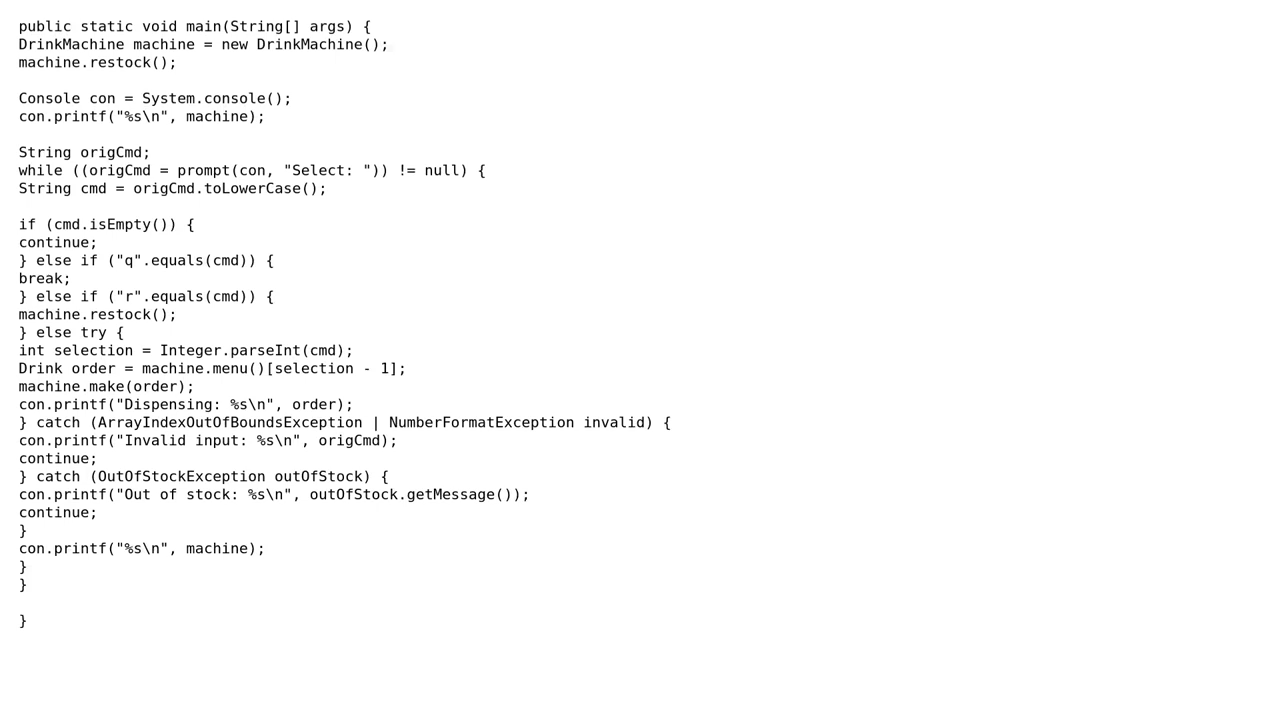 public static void main(String[] args) {
DrinkMachine machine = new DrinkMachine();
machine.restock();

Console con = System.console();
con.printf("%s\n", machine);

String origCmd;
while ((origCmd = prompt(con, "Select: ")) != null) {
String cmd = origCmd.toLowerCase();

if (cmd.isEmpty()) {
continue;
} else if ("q".equals(cmd)) {
break;
} else if ("r".equals(cmd)) {
machine.restock();
} else try {
int selection = Integer.parseInt(cmd);
Drink order = machine.menu()[selection - 1];
machine.make(order);
con.printf("Dispensing: %s\n", order);
} catch (ArrayIndexOutOfBoundsException | NumberFormatException invalid) {
con.printf("Invalid input: %s\n", origCmd);
continue;
} catch (OutOfStockException outOfStock) {
con.printf("Out of stock: %s\n", outOfStock.getMessage());
continue;
}
con.printf("%s\n", machine);
}
}

}